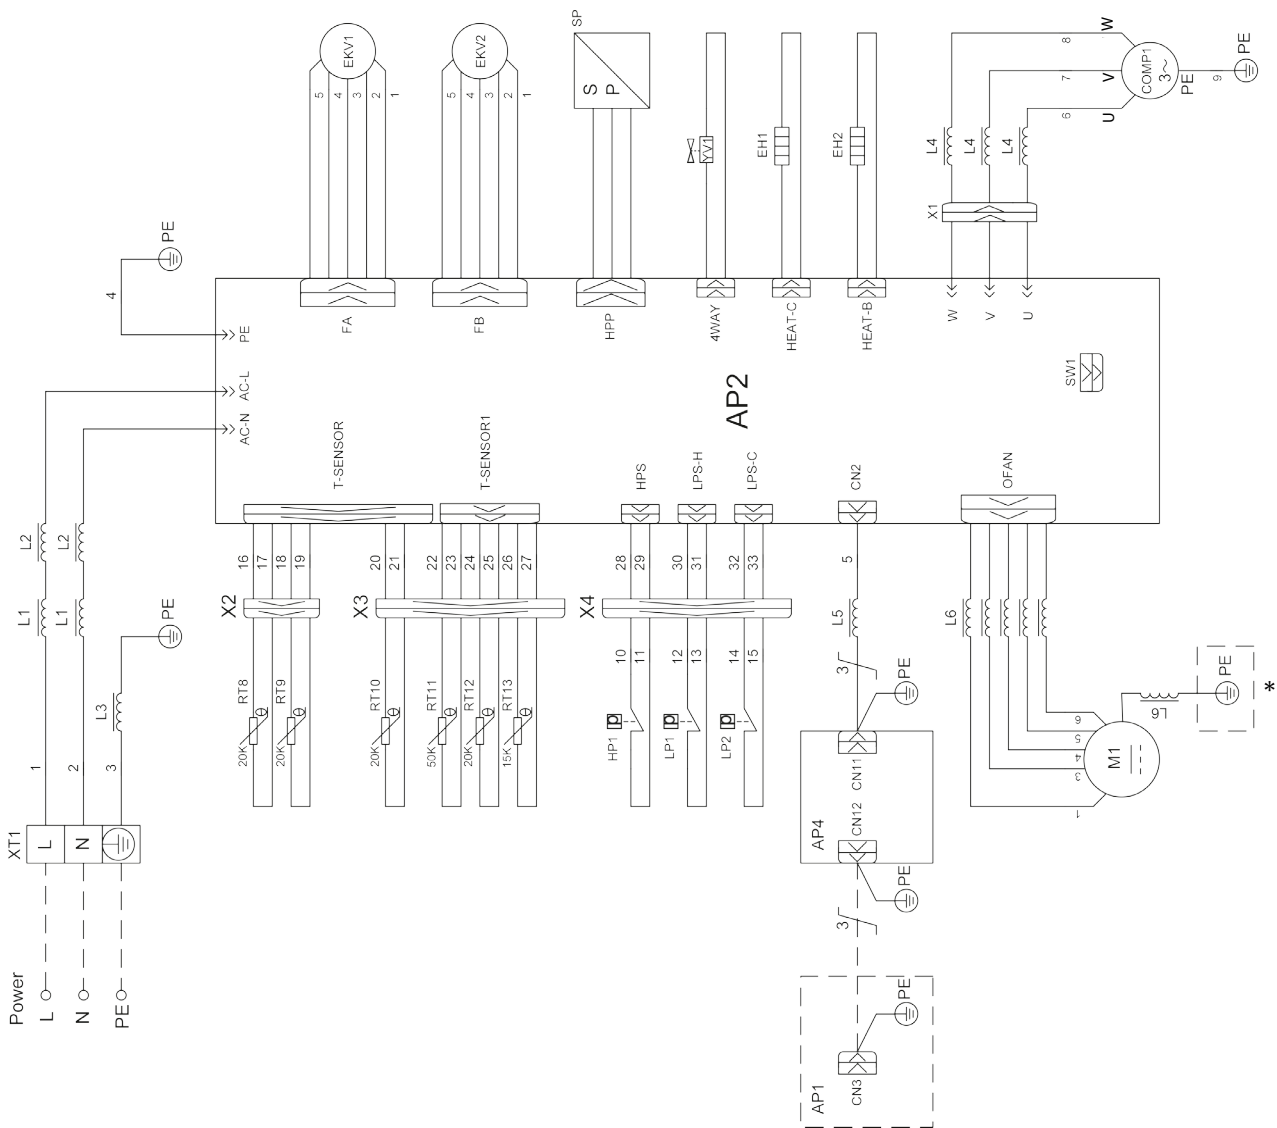 Power
L
N
PE
XT1
L
N
1
2
3
L1
L1
L2
L2
L3
PE
4
PE
PE
AC-L
AC-N
AP2
EKV1
5
4
3
2
1
FA
EKV2
5
4
3
2
1
FB
SP
S
P
HPP
YV1
4WAY
EH1
HEAT-C
EH2
HEAT-B
COMP1
3~
PE
W
V
U
8
7
6
9
PE
L4
L4
L4
X1
W
V
U
SW1
T-SENSOR
T-SENSOR1
HPS
LPS-H
LPS-C
CN2
OFAN
16
17
18
19
20
21
22
23
24
25
26
27
28
29
30
31
32
33
5
X2
X3
X4
L5
L6
10
11
12
13
14
15
RT8
20K
θ
RT9
20K
θ
RT10
20K
θ
RT11
50K
θ
RT12
20K
θ
RT13
15K
θ
HP1
P
LP1
P
LP2
P
3
PE
CN11
CN12
AP4
PE
3
AP1
CN3
PE
M1
1
3
4
5
6
L6
PE
*